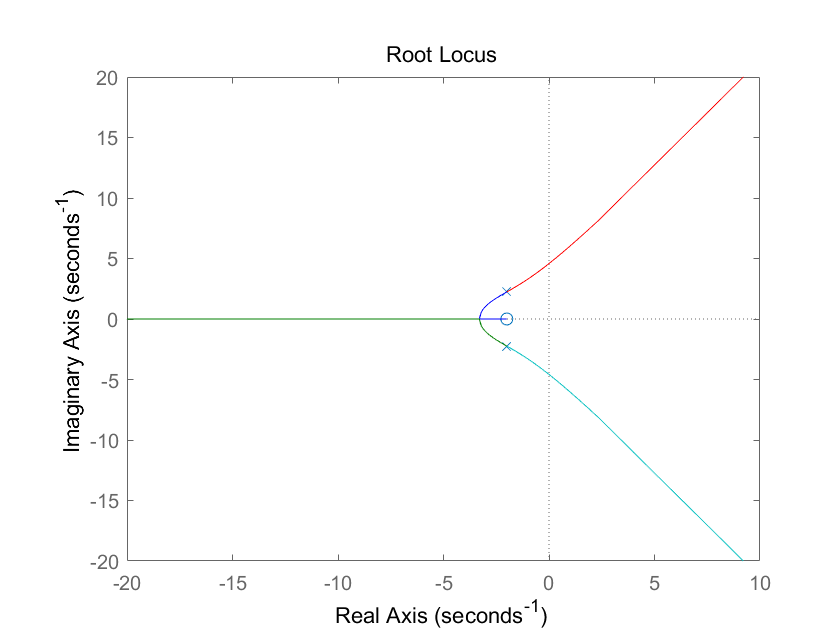 Root Locus
20
15
10
5
0
-5
-10
-15
-20
Imaginary Axis (seconds⁻¹)
-20 -15 -10 -5 0 5 10
Real Axis (seconds⁻¹)